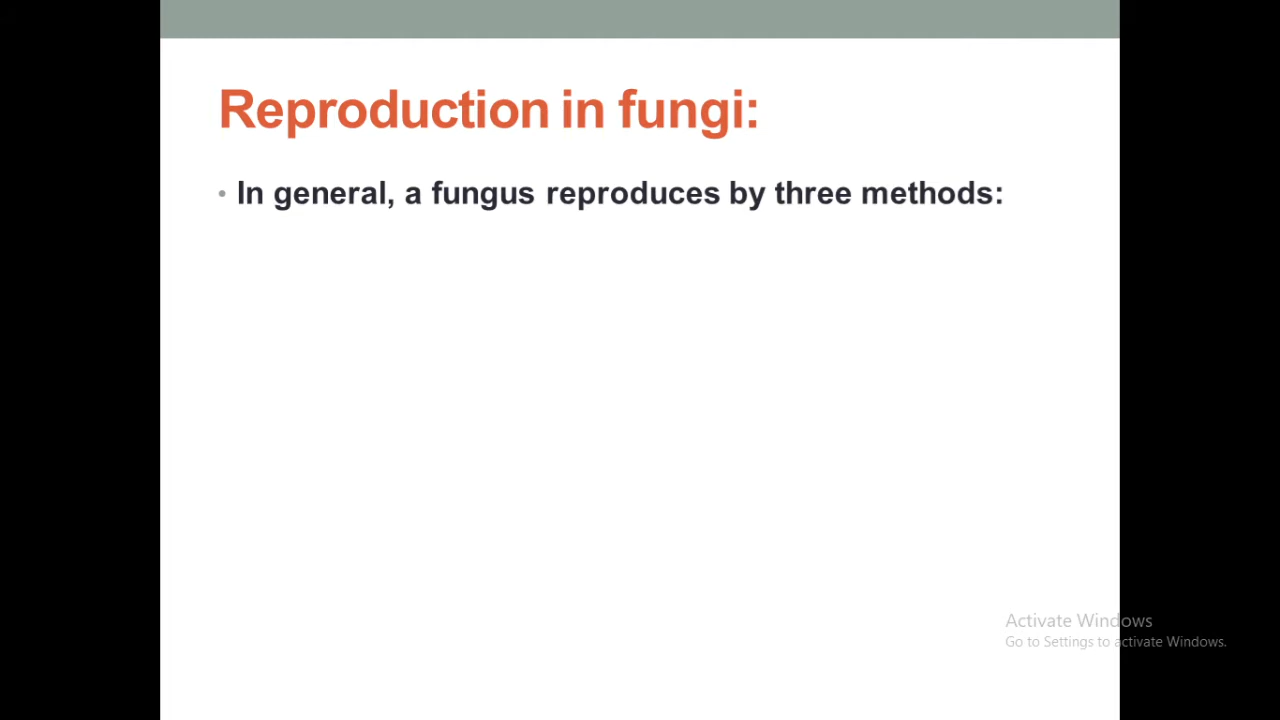 Reproduction in fungi:
• In general, a fungus reproduces by three methods:
Activate Windows
Go to Settings to activate Windows.